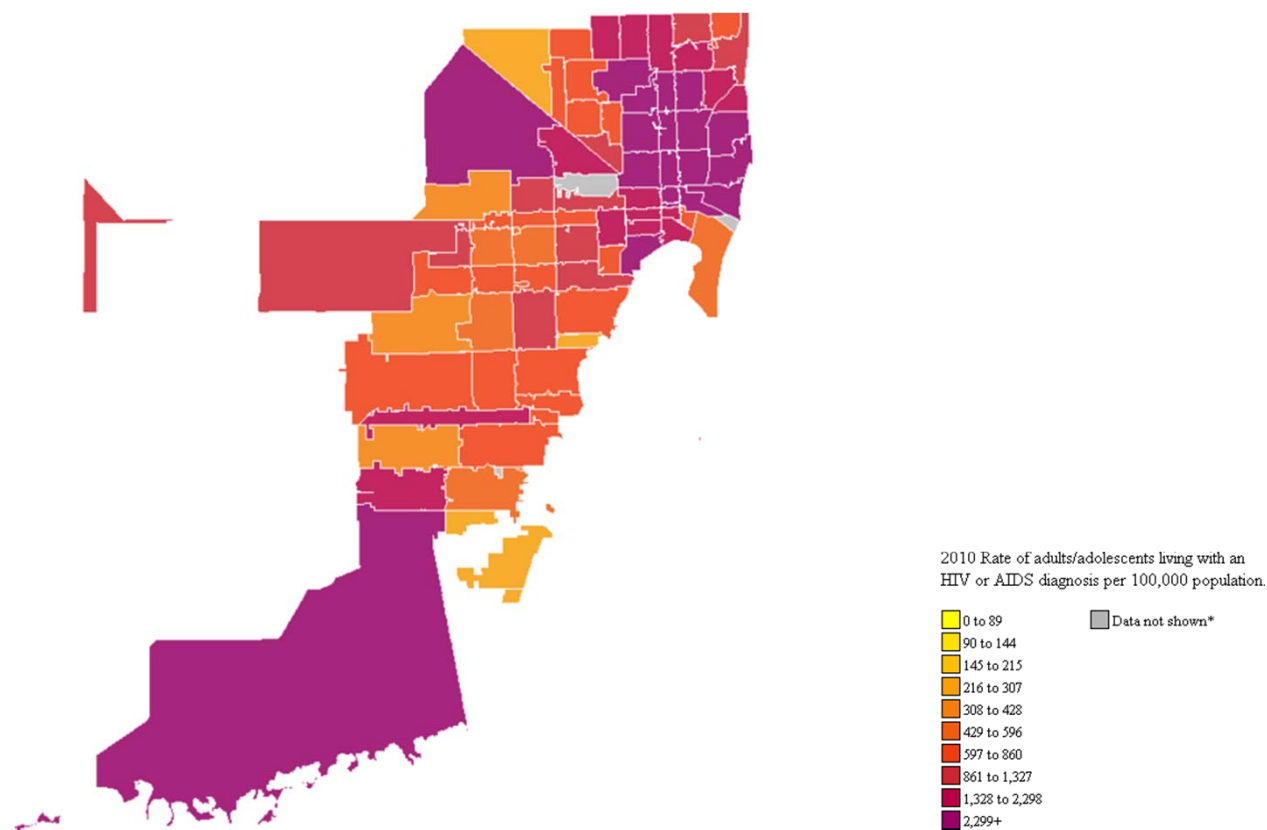 2010 Rate of adults/adolescents living with an
HIV or AIDS diagnosis per 100,000 population.
0 to 89
Data not shown*
90 to 144
145 to 215
216 to 307
308 to 428
429 to 596
597 to 860
861 to 1,327
1,328 to 2,298
2,299+